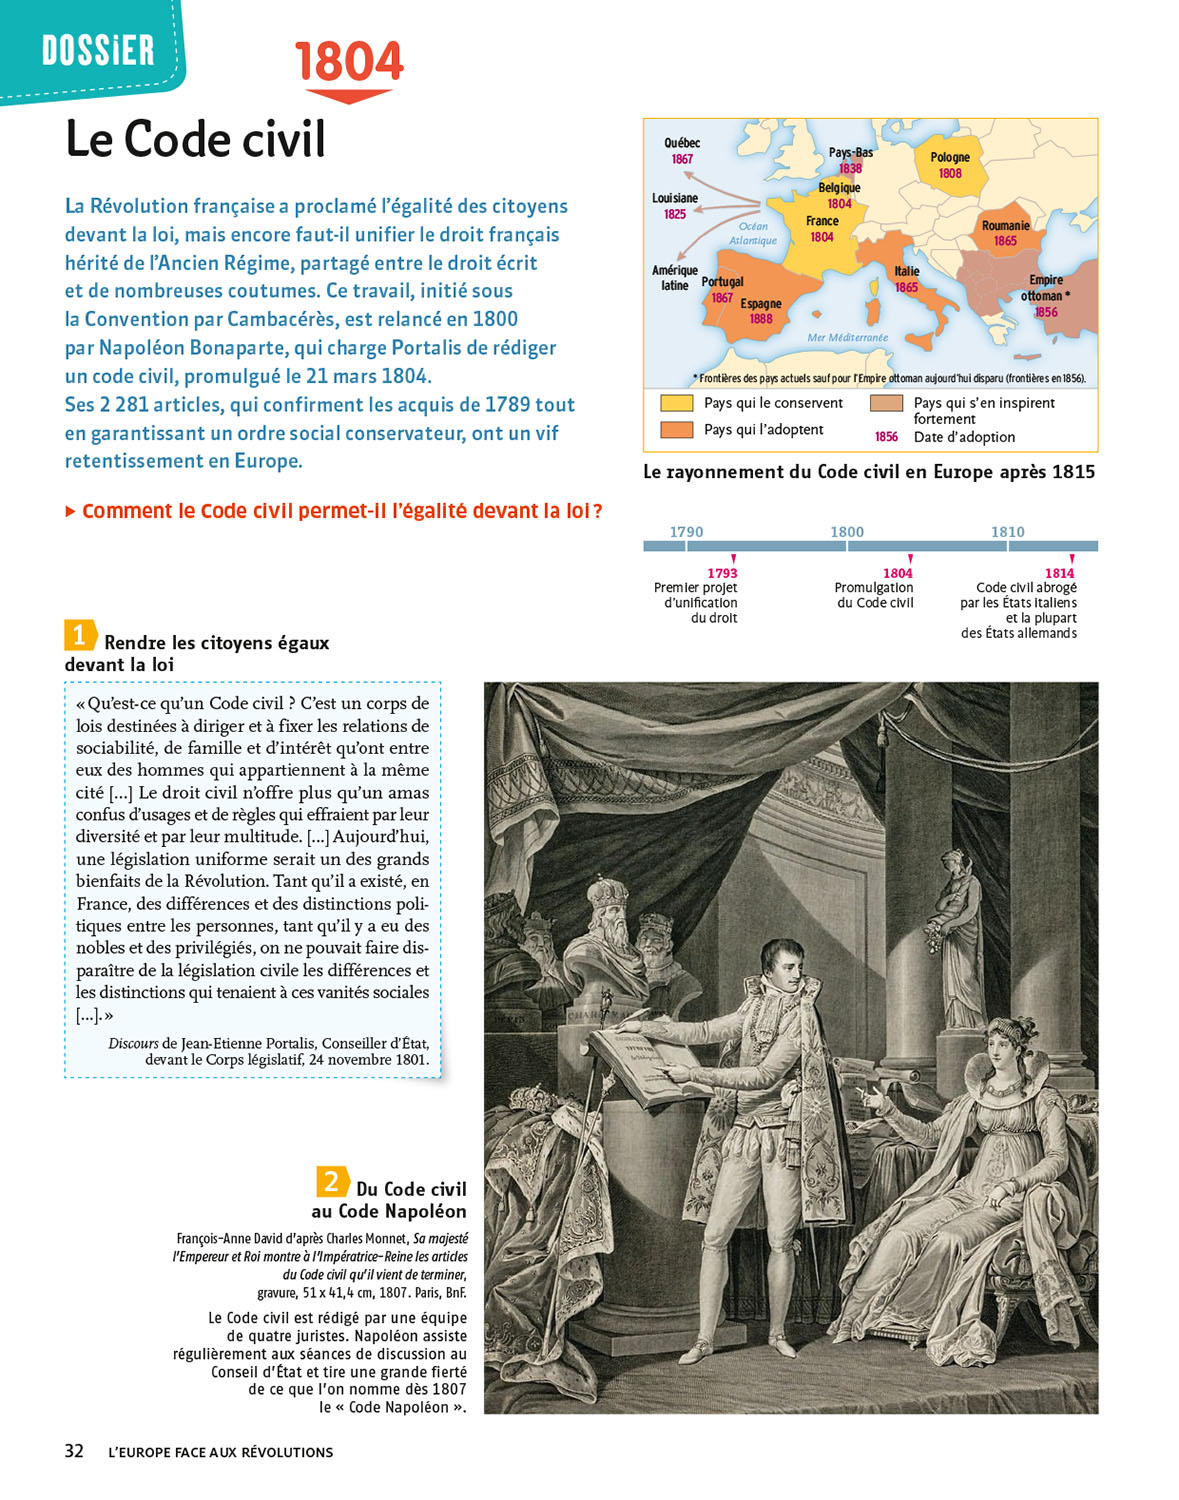 DOSSiER
1804
Le Code civil
La Révolution française a proclamé l'égalité des citoyens
devant la loi, mais encore faut-il unifier le droit français
hérité de l'Ancien Régime, partagé entre le droit écrit
et de nombreuses coutumes. Ce travail, initié sous
la Convention par Cambacérès, est relancé en 1800
par Napoléon Bonaparte, qui charge Portalis de rédiger
un code civil, promulgué le 21 mars 1804.
Ses 2 281 articles, qui confirment les acquis de 1789 tout
en garantissant un ordre social conservateur, ont un vif
retentissement en Europe.
▶ Comment le Code civil permet-il l'égalité devant la loi ?
Québec
1867
Louisiane
1825
Amérique
latine
Océan
Atlantique
Pays-Bas
1838
Belgique
1804
France
1804
Pologne
1808
Roumanie
1865
Italie
1865
Portugal
1867
Espagne
1888
Empire
ottoman *
1856
Mer Méditerranée
* Frontières des pays actuels sauf pour l'Empire ottoman aujourd'hui disparu (frontières en 1856).
Pays qui le conservent
Pays qui l'adoptent
Pays qui s'en inspirent
fortement
1856 Date d'adoption
Le rayonnement du Code civil en Europe après 1815
1790 1800 1810
1793
Premier projet
d'unification
du droit
1804
Promulgation
du Code civil
1814
Code civil abrogé
par les États italiens
et la plupart
des États allemands
1 Rendre les citoyens égaux
devant la loi
« Qu'est-ce qu'un Code civil ? C'est un corps de
lois destinées à diriger et à fixer les relations de
sociabilité, de famille et d'intérêt qu'ont entre
eux des hommes qui appartiennent à la même
cité [...] Le droit civil n'offre plus qu'un amas
confus d'usages et de règles qui effraient par leur
diversité et par leur multitude. [...] Aujourd'hui,
une législation uniforme serait un des grands
bienfaits de la Révolution. Tant qu'il a existé, en
France, des différences et des distinctions poli-
tiques entre les personnes, tant qu'il y a eu des
nobles et des privilégiés, on ne pouvait faire dis-
paraître de la législation civile les différences et
les distinctions qui tenaient à ces vanités sociales
[...]. »
Discours de Jean-Etienne Portalis, Conseiller d'État,
devant le Corps législatif, 24 novembre 1801.
2 Du Code civil
au Code Napoléon
François-Anne David d'après Charles Monnet, Sa majesté
l'Empereur et Roi montre à l'Impératrice-Reine les articles
du Code civil qu'il vient de terminer,
gravure, 51 x 41,4 cm, 1807. Paris, BnF.
Le Code civil est rédigé par une équipe
de quatre juristes. Napoléon assiste
régulièrement aux séances de discussion au
Conseil d'État et tire une grande fierté
de ce que l'on nomme dès 1807
le « Code Napoléon ».
32 L'EUROPE FACE AUX RÉVOLUTIONS